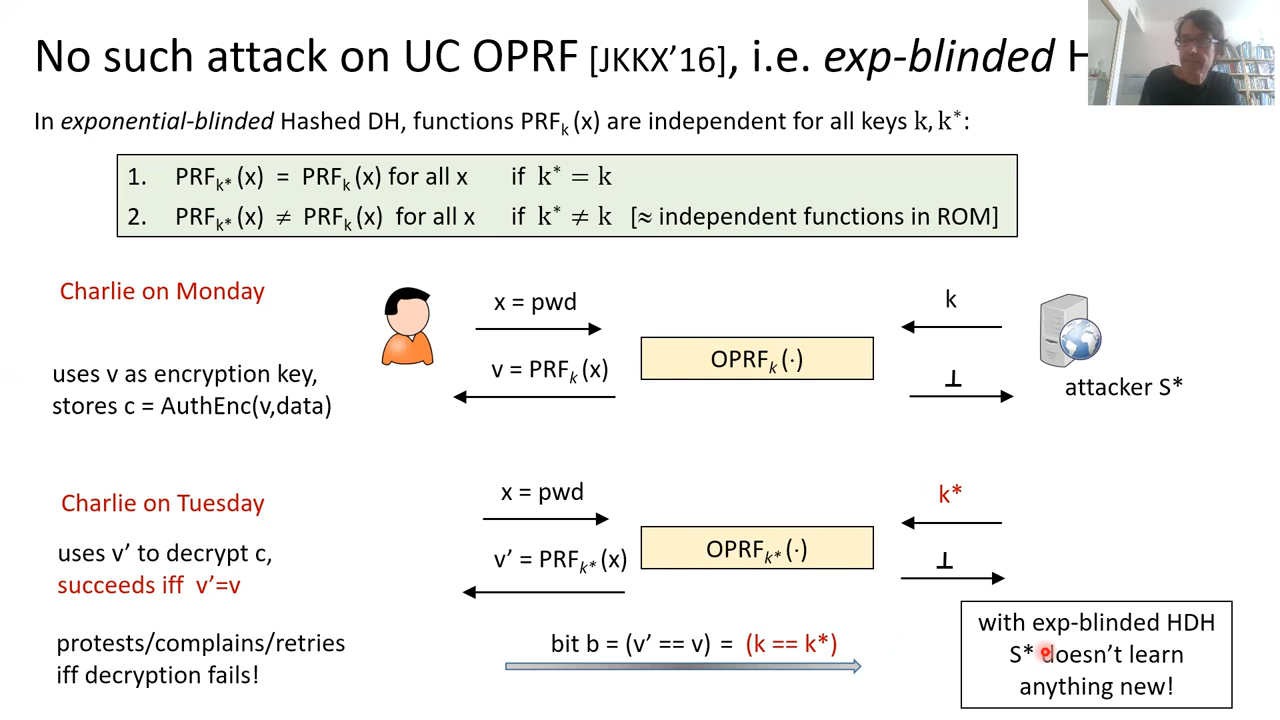 No such attack on UC OPRF [JKKX’16], i.e. exp-blinded H
In exponential-blinded Hashed DH, functions PRFk(x) are independent for all keys k, k*:
1. PRFk*(x) = PRFk(x) for all x if k* = k
2. PRFk*(x) ≠ PRFk(x) for all x if k* ≠ k [≈ independent functions in ROM]
Charlie on Monday
x = pwd
k
OPRFk(·)
v = PRFk(x)
⊥
uses v as encryption key,
stores c = AuthEnc(v,data)
attacker S*
Charlie on Tuesday
x = pwd
k*
OPRFk*(·)
v’ = PRFk*(x)
⊥
uses v’ to decrypt c,
succeeds iff v’=v
protests/complains/retries
iff decryption fails!
bit b = (v’ == v) = (k == k*)
with exp-blinded HDH
S* doesn’t learn
anything new!